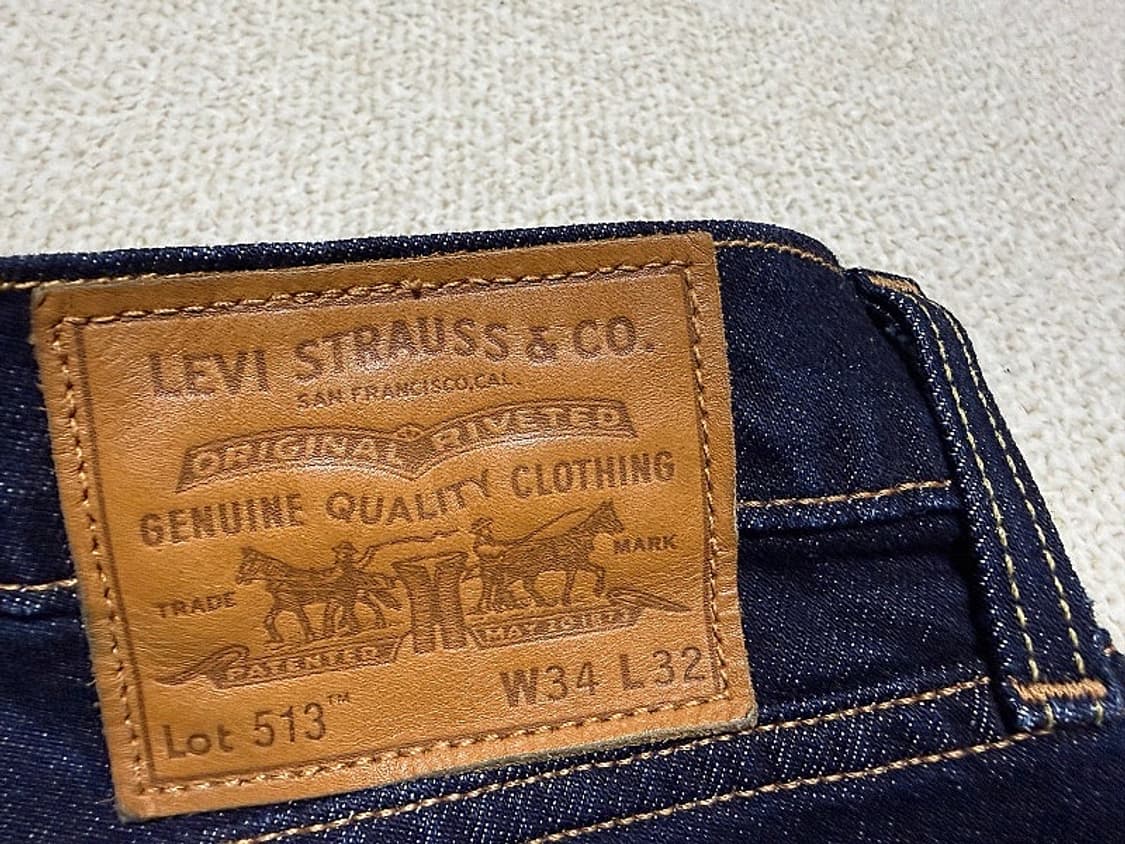 LEVI STRAUSS & CO.
SAN FRANCISCO, CAL.
ORIGINAL RIVETED
GENUINE QUALITY CLOTHING
TRADE MARK
PATENTED MAY 20 1873
W34 L32
Lot 513™